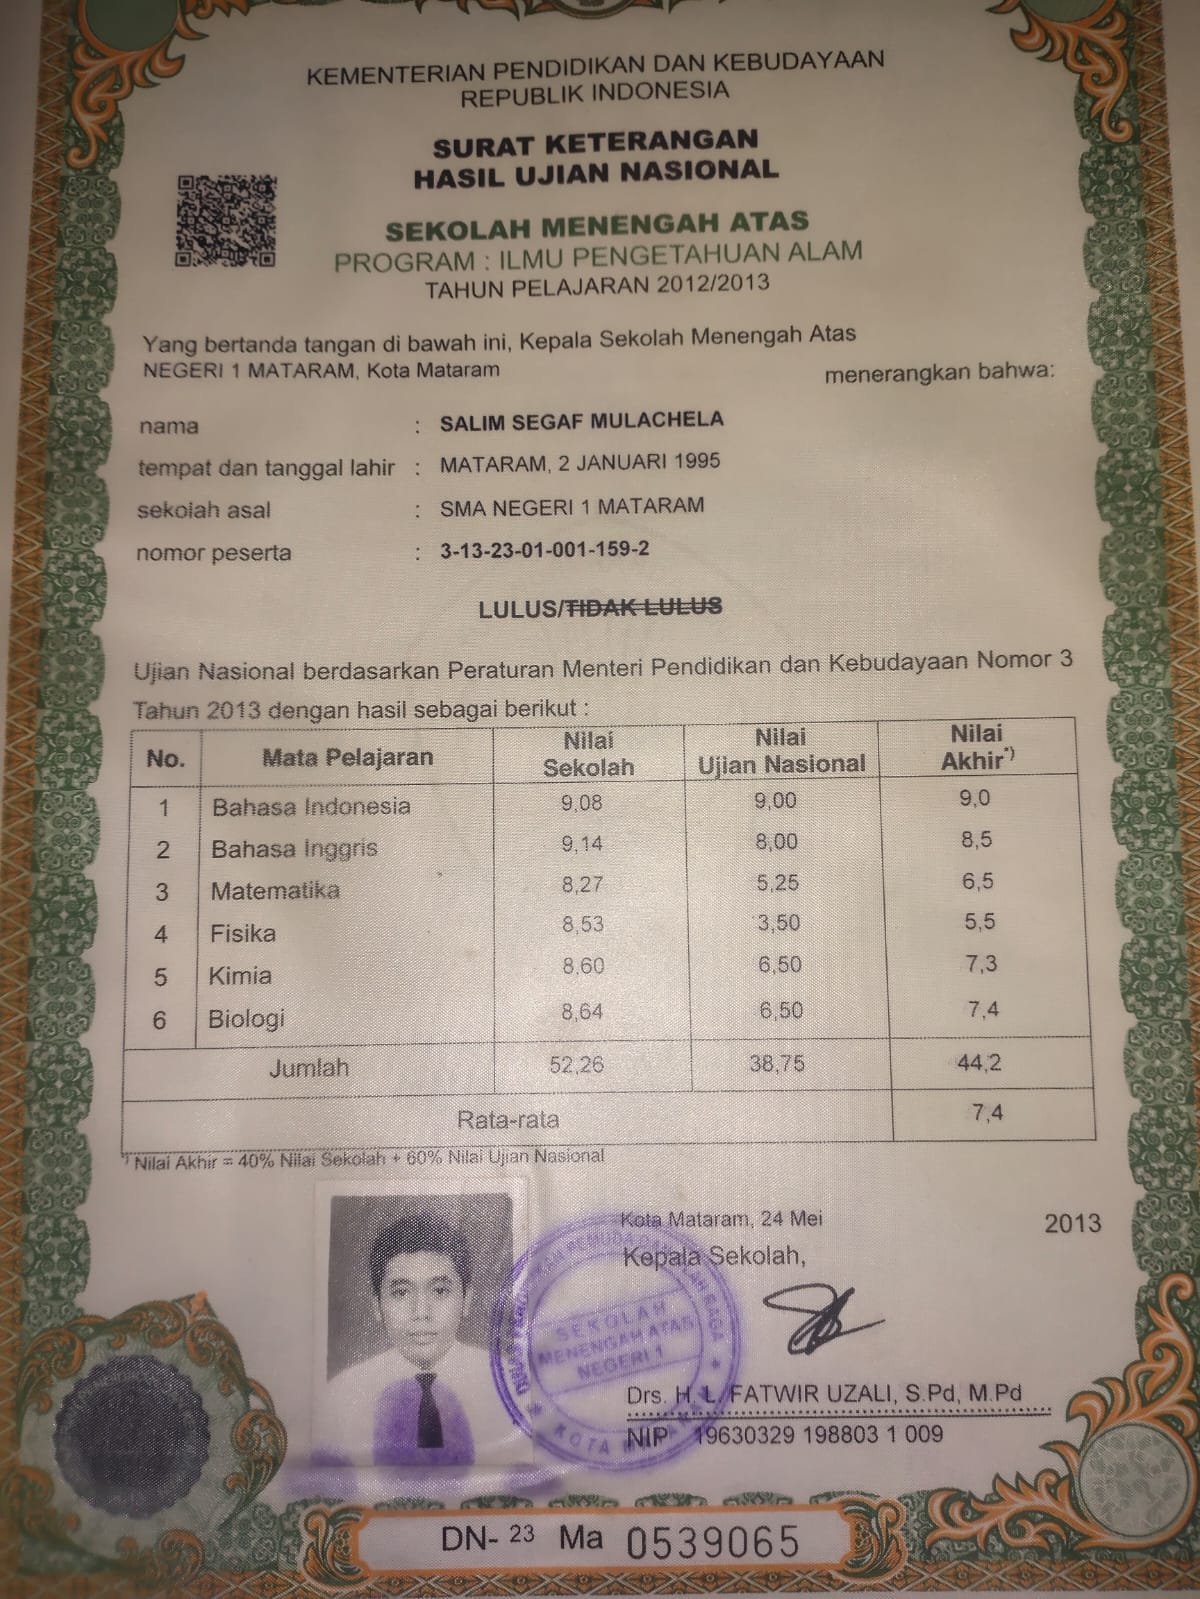 KEMENTERIAN PENDIDIKAN DAN KEBUDAYAAN
REPUBLIK INDONESIA
SURAT KETERANGAN
HASIL UJIAN NASIONAL
SEKOLAH MENENGAH ATAS
PROGRAM : ILMU PENGETAHUAN ALAM
TAHUN PELAJARAN 2012/2013
Yang bertanda tangan di bawah ini, Kepala Sekolah Menengah Atas
NEGERI 1 MATARAM, Kota Mataram menerangkan bahwa:
nama : SALIM SEGAF MULACHELA
tempat dan tanggal lahir : MATARAM, 2 JANUARI 1995
sekolah asal : SMA NEGERI 1 MATARAM
nomor peserta : 3-13-23-01-001-159-2
LULUS/TIDAK LULUS
Ujian Nasional berdasarkan Peraturan Menteri Pendidikan dan Kebudayaan Nomor 3
Tahun 2013 dengan hasil sebagai berikut :
No. Mata Pelajaran Nilai Sekolah Nilai Ujian Nasional Nilai Akhir*)
1 Bahasa Indonesia 9,08 9,00 9,0
2 Bahasa Inggris 9,14 8,00 8,5
3 Matematika 8,27 5,25 6,5
4 Fisika 8,53 3,50 5,5
5 Kimia 8,60 6,50 7,3
6 Biologi 8,64 6,50 7,4
Jumlah 52,26 38,75 44,2
Rata-rata 7,4
*) Nilai Akhir = 40% Nilai Sekolah + 60% Nilai Ujian Nasional
Kota Mataram, 24 Mei 2013
Kepala Sekolah,
SEKOLAH
MENENGAH ATAS
NEGERI 1
KOTA
Drs. H. L. FATWIR UZALI, S.Pd, M.Pd
NIP 19630329 198803 1 009
DN- 23 Ma 0539065